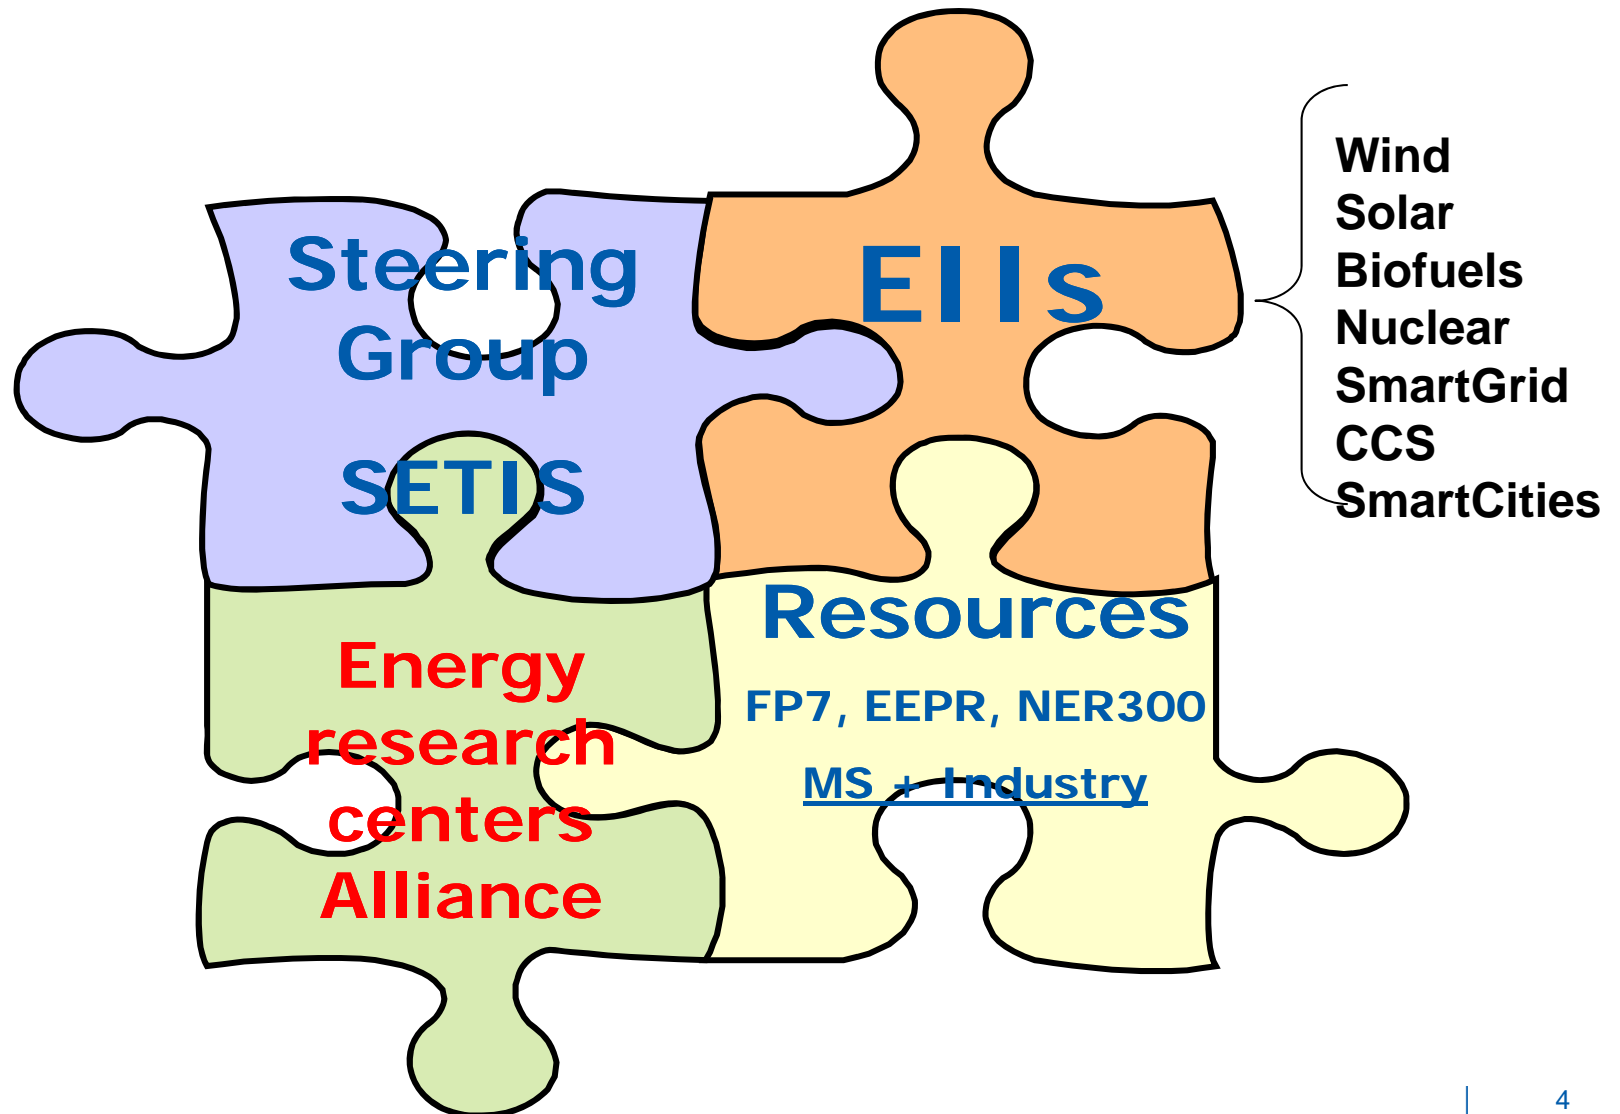 Steering
Group
SETIS
EIIs
Wind
Solar
Biofuels
Nuclear
SmartGrid
CCS
SmartCities
Energy
research
centers
Alliance
Resources
FP7, EEPR, NER300
MS + Industry
4